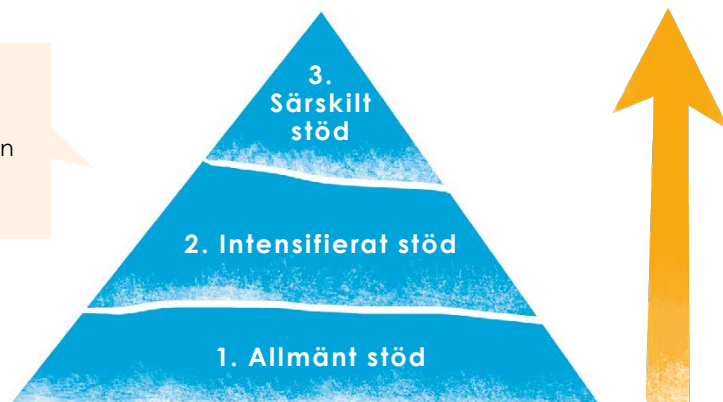 3.
Särskilt
stöd
n
2. Intensifierat stöd
1. Allmänt stöd